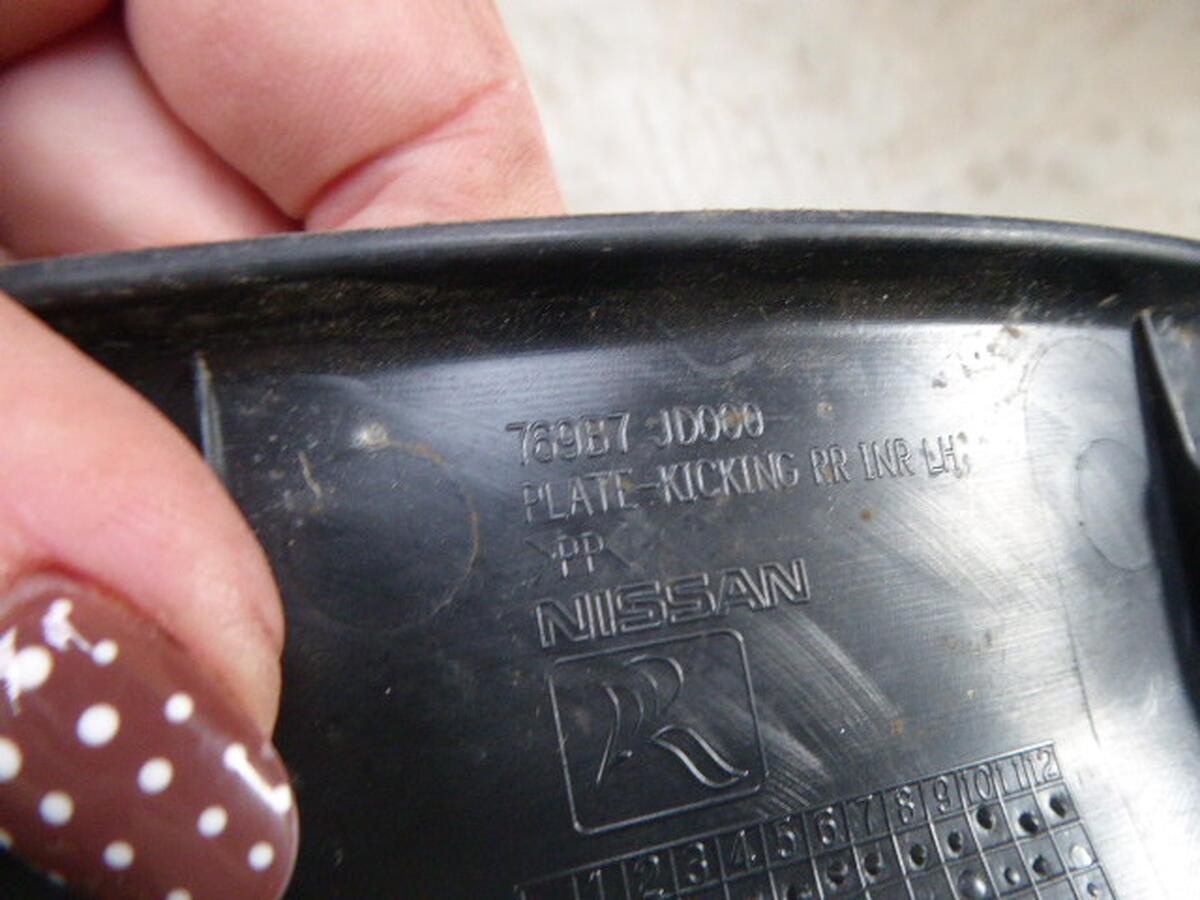 769B7 JD000
PLATE-KICKING RR INR LH
>PP<
NISSAN
R
1 2 3 4 5 6 7 8 9 10 11 12